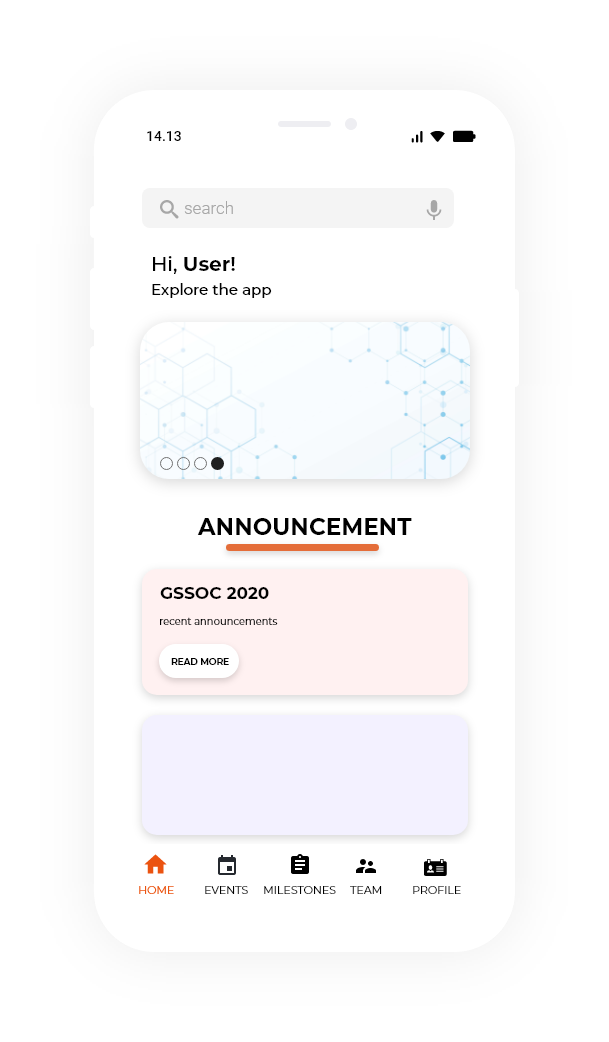 14.13
search
Hi, User!
Explore the app
ANNOUNCEMENT
GSSOC 2020
recent announcements
READ MORE
HOME EVENTS MILESTONES TEAM PROFILE